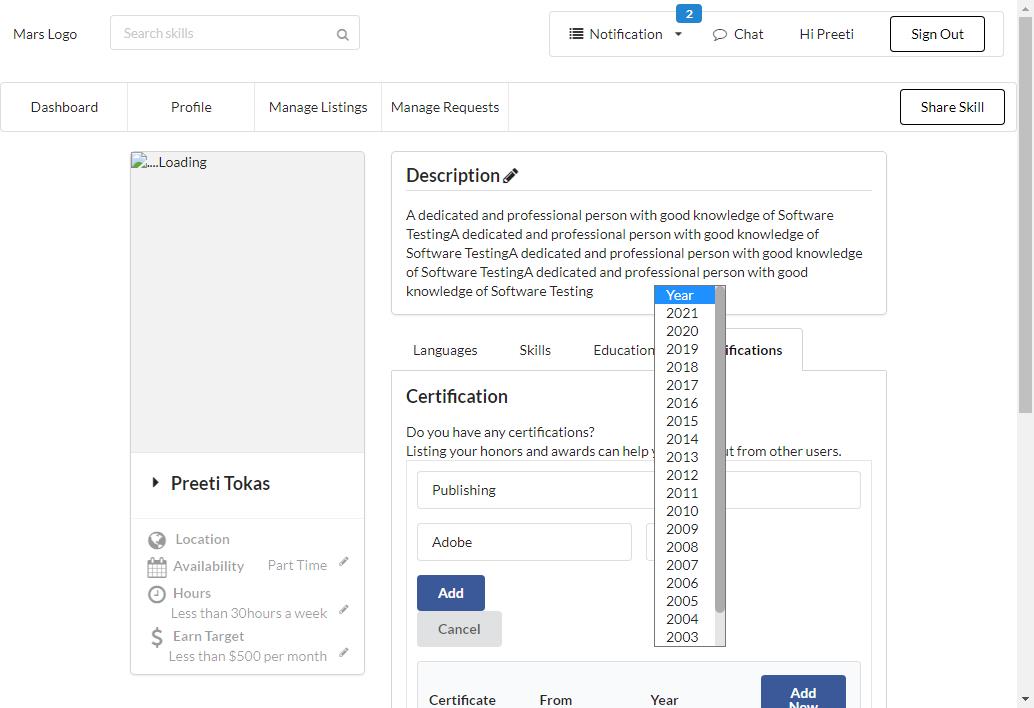 2
Mars Logo
Search skills
Notification
Chat
Hi Preeti
Sign Out
Dashboard
Profile
Manage Listings
Manage Requests
Share Skill
....Loading
Preeti Tokas
Location
Availability
Part Time
Hours
Less than 30hours a week
Earn Target
Less than $500 per month
Description
A dedicated and professional person with good knowledge of Software
TestingA dedicated and professional person with good knowledge of
Software TestingA dedicated and professional person with good knowledge
of Software TestingA dedicated and professional person with good
knowledge of Software Testing
Languages
Skills
Education
ifications
Certification
Do you have any certifications?
Listing your honors and awards can help t from other users.
Publishing
Adobe
Year
2021
2020
2019
2018
2017
2016
2015
2014
2013
2012
2011
2010
2009
2008
2007
2006
2005
2004
2003
Add
Cancel
Certificate
From
Year
Add
New